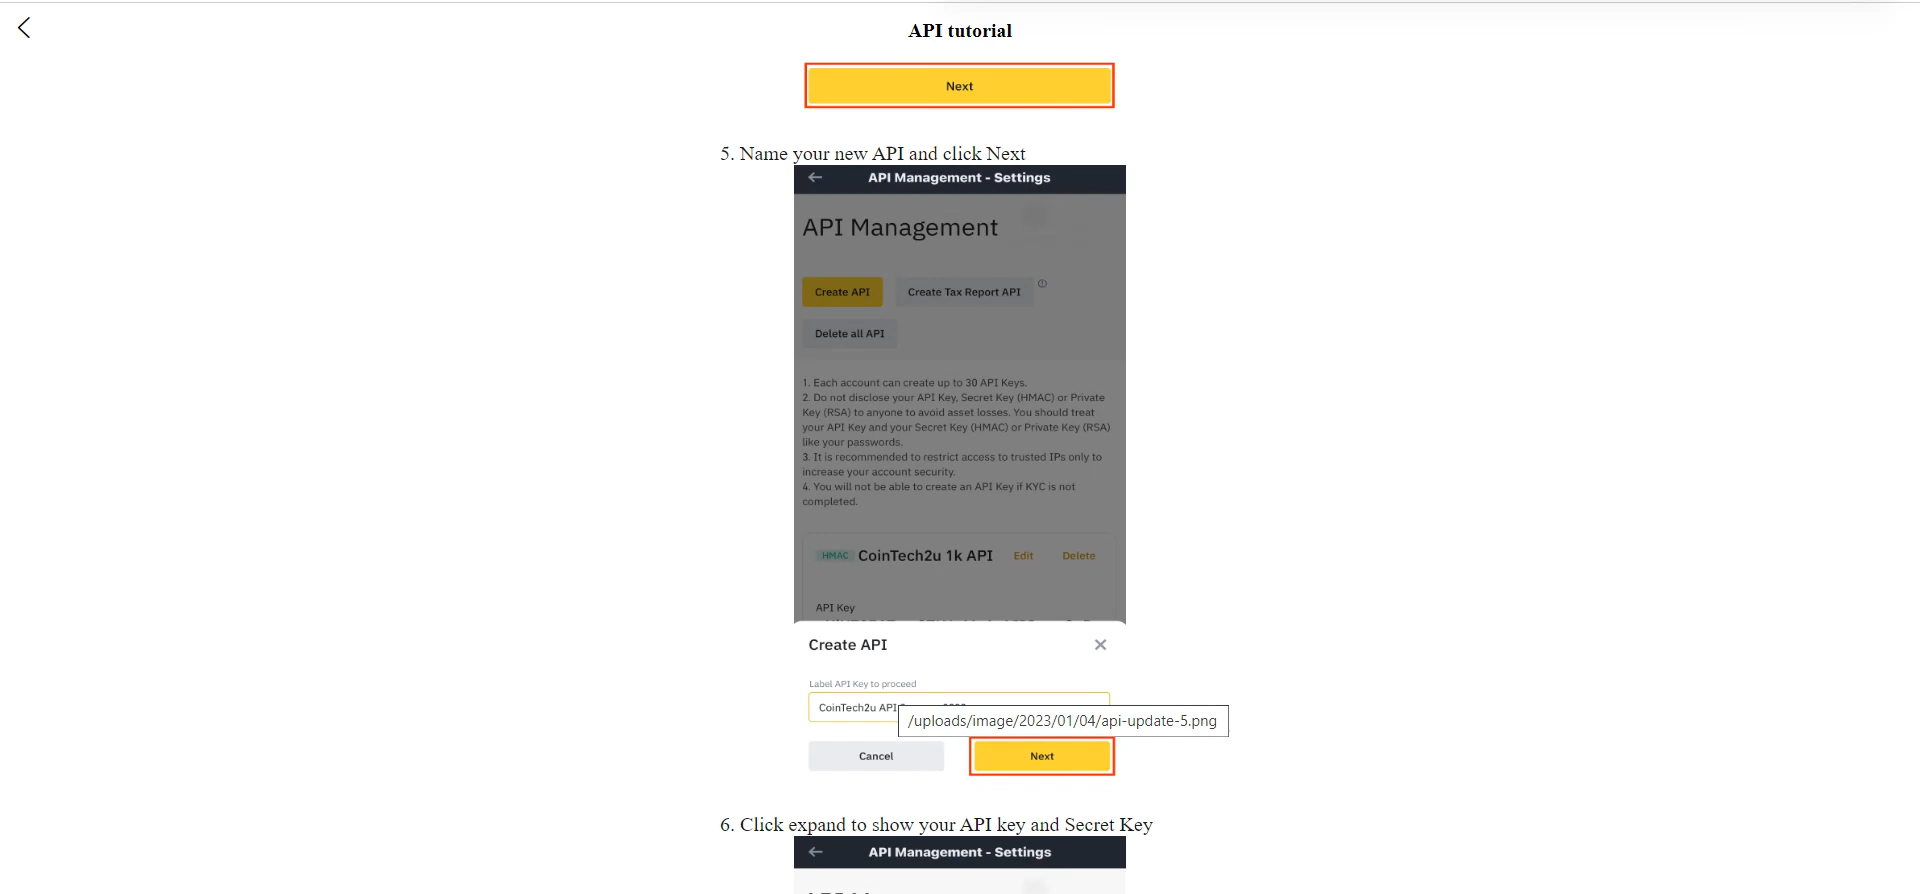 API tutorial
Next
5. Name your new API and click Next
API Management - Settings
API Management
Create API
Create Tax Report API
Delete all API
1. Each account can create up to 30 API Keys.
2. Do not disclose your API Key, Secret Key (HMAC) or Private
Key (RSA) to anyone to avoid asset losses. You should treat
your API Key and your Secret Key (HMAC) or Private Key (RSA)
like your passwords.
3. It is recommended to restrict access to trusted IPs only to
increase your account security.
4. You will not be able to create an API Key if KYC is not
completed.
HMAC CoinTech2u 1k API Edit Delete
API Key
Create API
Label API Key to proceed
CoinTech2u API
/uploads/image/2023/01/04/api-update-5.png
Cancel
Next
6. Click expand to show your API key and Secret Key
API Management - Settings